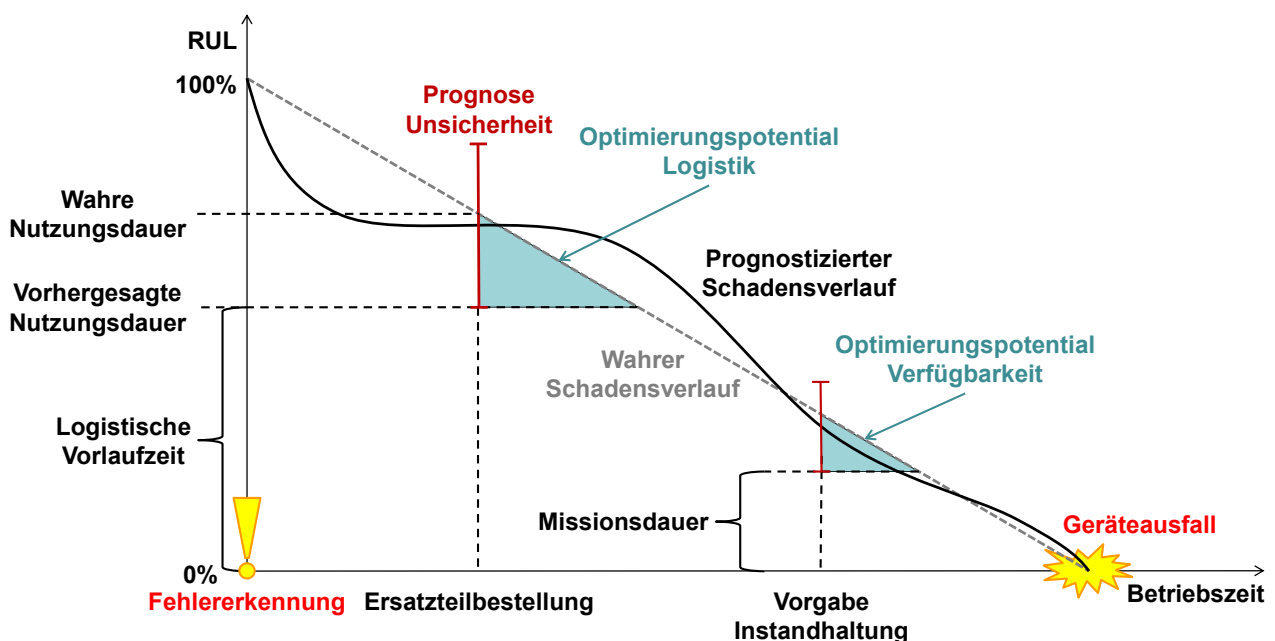 RUL
100%
Prognose
Unsicherheit
Optimierungspotential
Logistik
Wahre
Nutzungsdauer
Prognostizierter
Schadensverlauf
Vorhergesagte
Nutzungsdauer
Wahrer
Schadensverlauf
Optimierungspotential
Verfügbarkeit
Logistische
Vorlaufzeit
Missionsdauer
Geräteausfall
0%
Fehlererkennung
Ersatzteilbestellung
Vorgabe
Instandhaltung
Betriebszeit